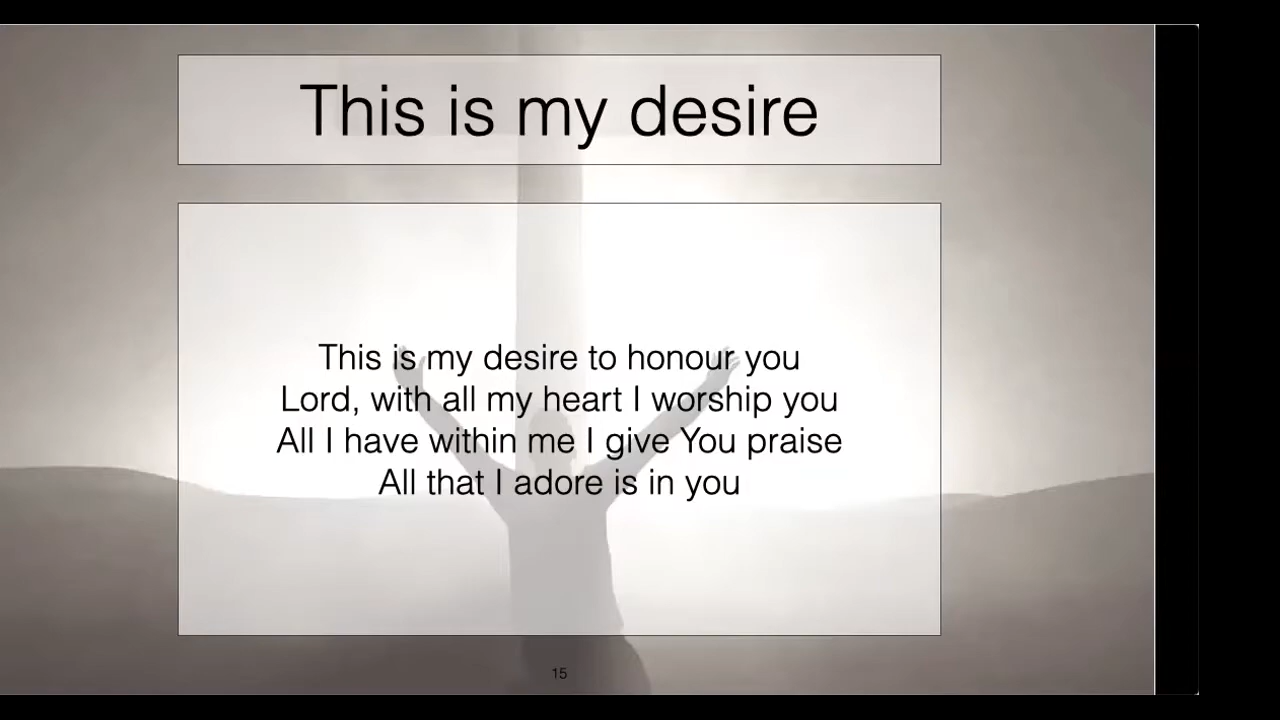 This is my desire
This is my desire to honour you
Lord, with all my heart I worship you
All I have within me I give You praise
All that I adore is in you
15